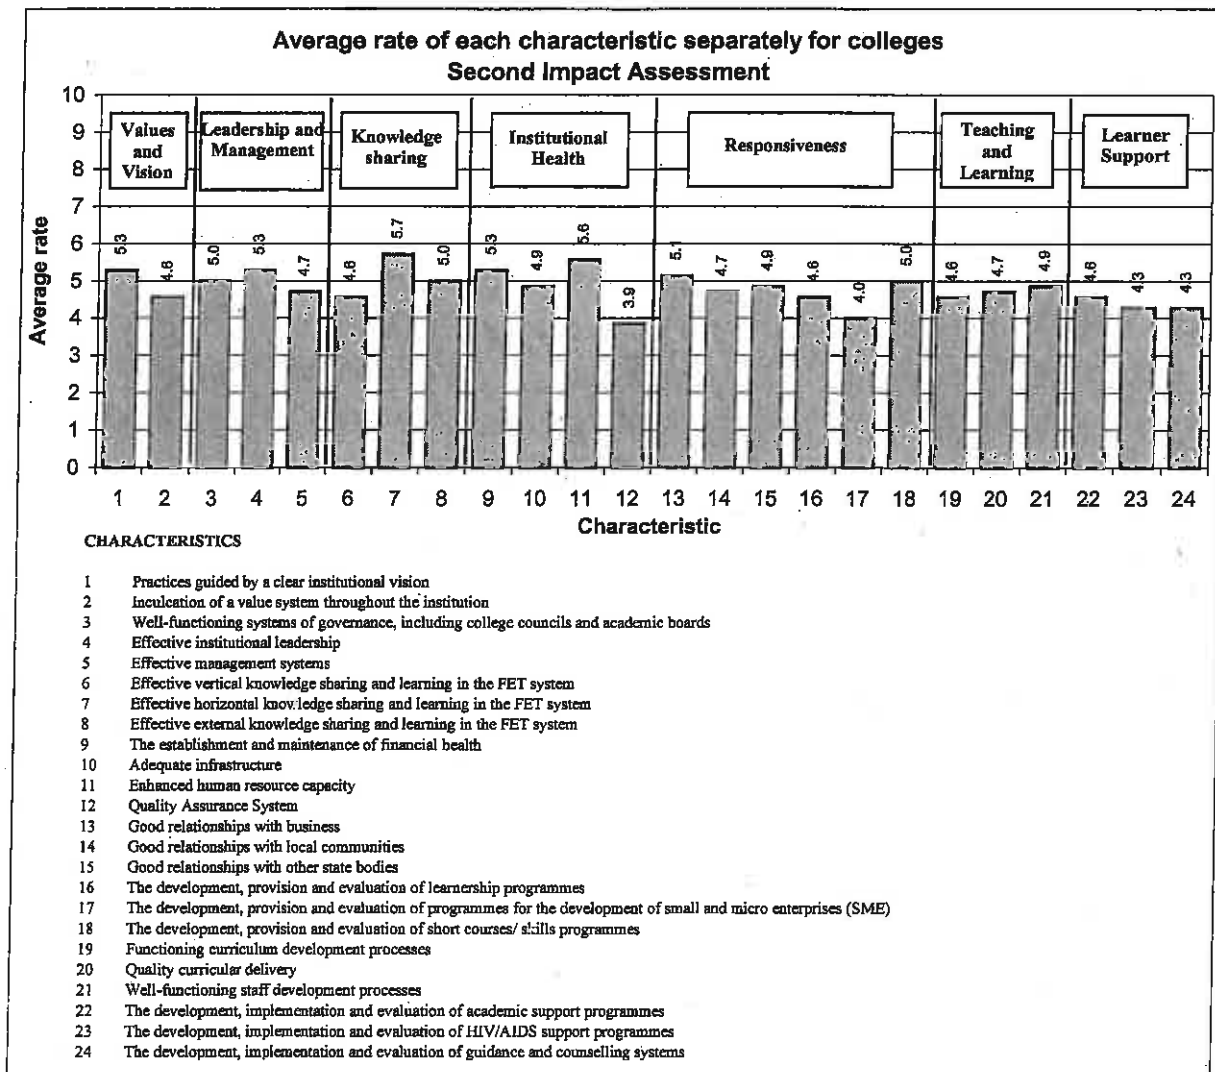 Average rate of each characteristic separately for colleges
Second Impact Assessment
10
9
8
7
6
5
4
3
2
1
0
Average rate
Values
and
Vision
Leadership and
Management
Knowledge
sharing
Institutional
Health
Responsiveness
Teaching
and
Learning
Learner
Support
5.3
4.6
5.0
5.3
4.7
4.6
5.7
5.0
5.3
4.9
5.6
3.9
5.1
4.7
4.9
4.6
4.0
5.0
4.6
4.7
4.9
4.6
4.3
4.3
1 2 3 4 5 6 7 8 9 10 11 12 13 14 15 16 17 18 19 20 21 22 23 24
Characteristic
CHARACTERISTICS
1 Practices guided by a clear institutional vision
2 Inculcation of a value system throughout the institution
3 Well-functioning systems of governance, including college councils and academic boards
4 Effective institutional leadership
5 Effective management systems
6 Effective vertical knowledge sharing and learning in the FET system
7 Effective horizontal knowledge sharing and learning in the FET system
8 Effective external knowledge sharing and learning in the FET system
9 The establishment and maintenance of financial health
10 Adequate infrastructure
11 Enhanced human resource capacity
12 Quality Assurance System
13 Good relationships with business
14 Good relationships with local communities
15 Good relationships with other state bodies
16 The development, provision and evaluation of learnership programmes
17 The development, provision and evaluation of programmes for the development of small and micro enterprises (SME)
18 The development, provision and evaluation of short courses/ skills programmes
19 Functioning curriculum development processes
20 Quality curricular delivery
21 Well-functioning staff development processes
22 The development, implementation and evaluation of academic support programmes
23 The development, implementation and evaluation of HIV/AIDS support programmes
24 The development, implementation and evaluation of guidance and counselling systems